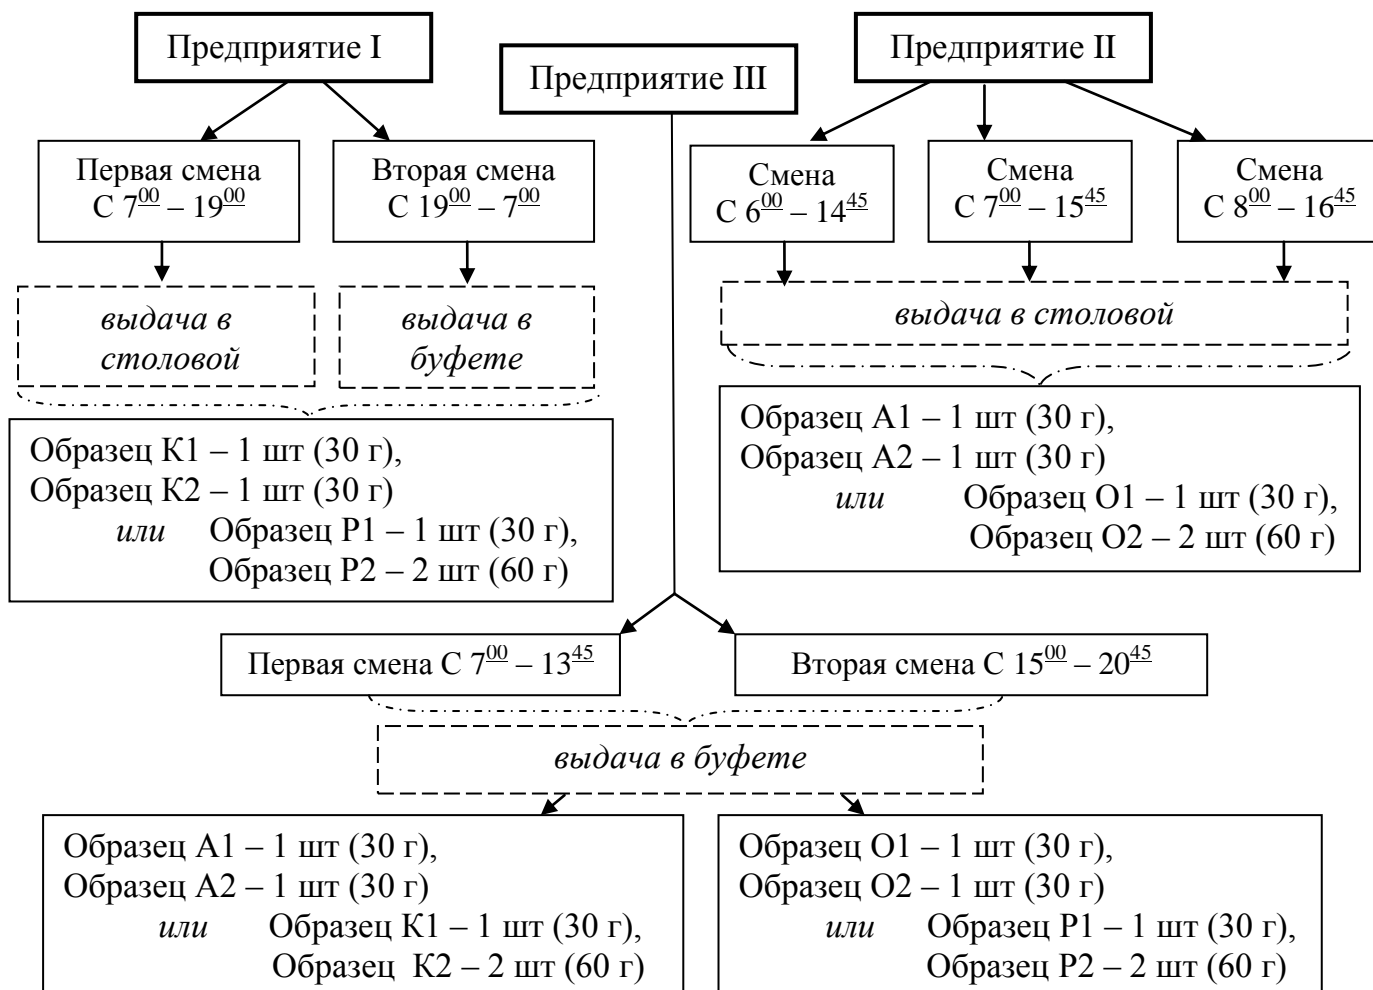 Предприятие I
Предприятие III
Предприятие II
Первая смена
С 700 – 1900
Вторая смена
С 1900 – 700
Смена
С 600 – 1445
Смена
С 700 – 1545
Смена
С 800 – 1645
выдача в
столовой
выдача в
буфете
выдача в столовой
Образец К1 – 1 шт (30 г),
Образец К2 – 1 шт (30 г)
или Образец Р1 – 1 шт (30 г),
Образец Р2 – 2 шт (60 г)
Образец А1 – 1 шт (30 г),
Образец А2 – 1 шт (30 г)
или Образец О1 – 1 шт (30 г),
Образец О2 – 2 шт (60 г)
Первая смена С 700 – 1345
Вторая смена С 1500 – 2045
выдача в буфете
Образец А1 – 1 шт (30 г),
Образец А2 – 1 шт (30 г)
или Образец К1 – 1 шт (30 г),
Образец К2 – 2 шт (60 г)
Образец О1 – 1 шт (30 г),
Образец О2 – 1 шт (30 г)
или Образец Р1 – 1 шт (30 г),
Образец Р2 – 2 шт (60 г)